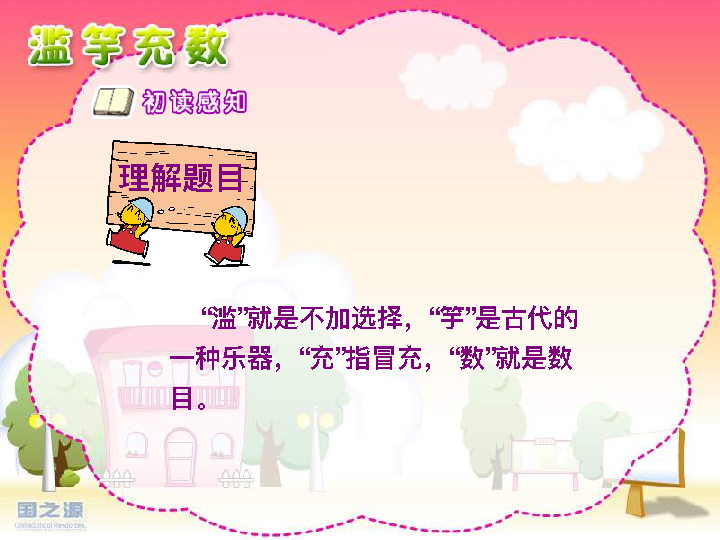 滥竽充数
初读感知
理解题目
“滥”就是不加选择，“竽”是古代的
一种乐器，“充”指冒充，“数”就是数
目。
国之源